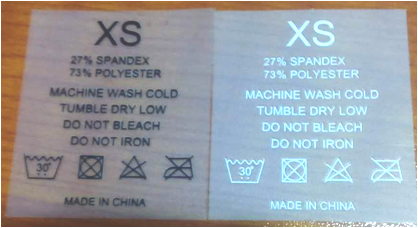 XS
27% SPANDEX
73% POLYESTER
MACHINE WASH COLD
TUMBLE DRY LOW
DO NOT BLEACH
DO NOT IRON
30°
MADE IN CHINA
XS
27% SPANDEX
73% POLYESTER
MACHINE WASH COLD
TUMBLE DRY LOW
DO NOT BLEACH
DO NOT IRON
30°
MADE IN CHINA